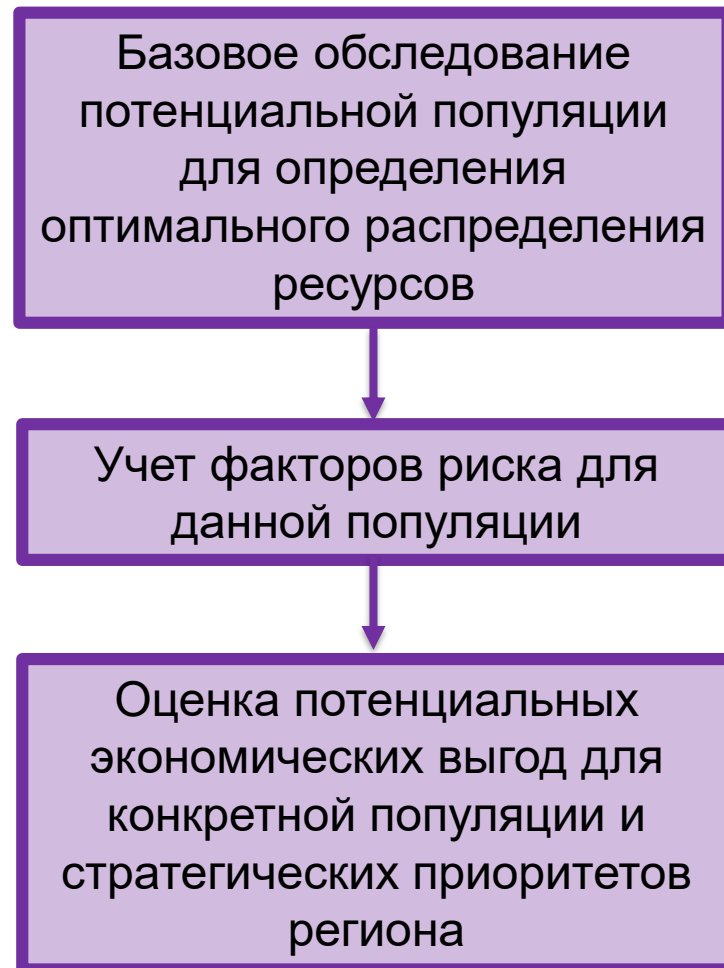 Базовое обследование
потенциальной популяции
для определения
оптимального распределения
ресурсов
Учет факторов риска для
данной популяции
Оценка потенциальных
экономических выгод для
конкретной популяции и
стратегических приоритетов
региона